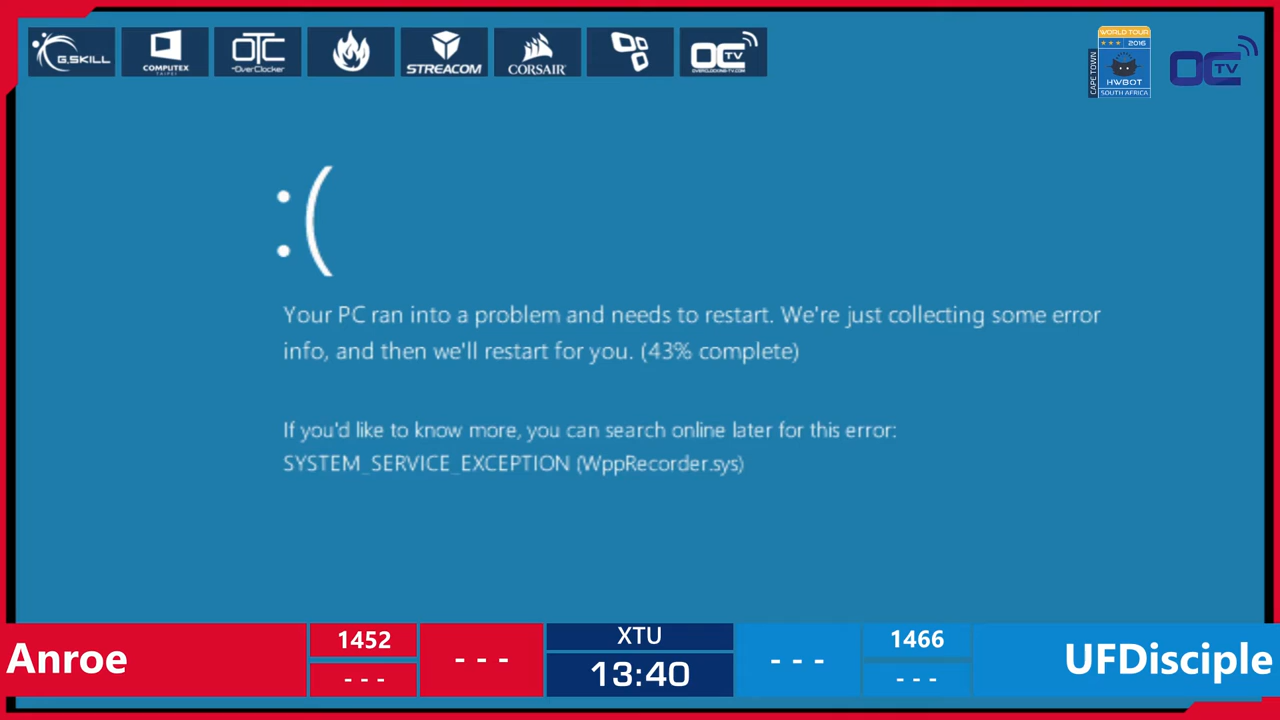 G.SKILL
COMPUTEX
TAIPEI
OTC
OVERCLOCKER
STREACOM
CORSAIR
OC
OVERCLOCKING-TV.COM
WORLD TOUR
2016
CAPE TOWN
HWBOT
SOUTH AFRICA
OC TV
:(
Your PC ran into a problem and needs to restart. We're just collecting some error
info, and then we'll restart for you. (43% complete)
If you'd like to know more, you can search online later for this error:
SYSTEM_SERVICE_EXCEPTION (WppRecorder.sys)
Anroe
1452
- - -
- - -
XTU
13:40
- - -
1466
- - -
UFDisciple